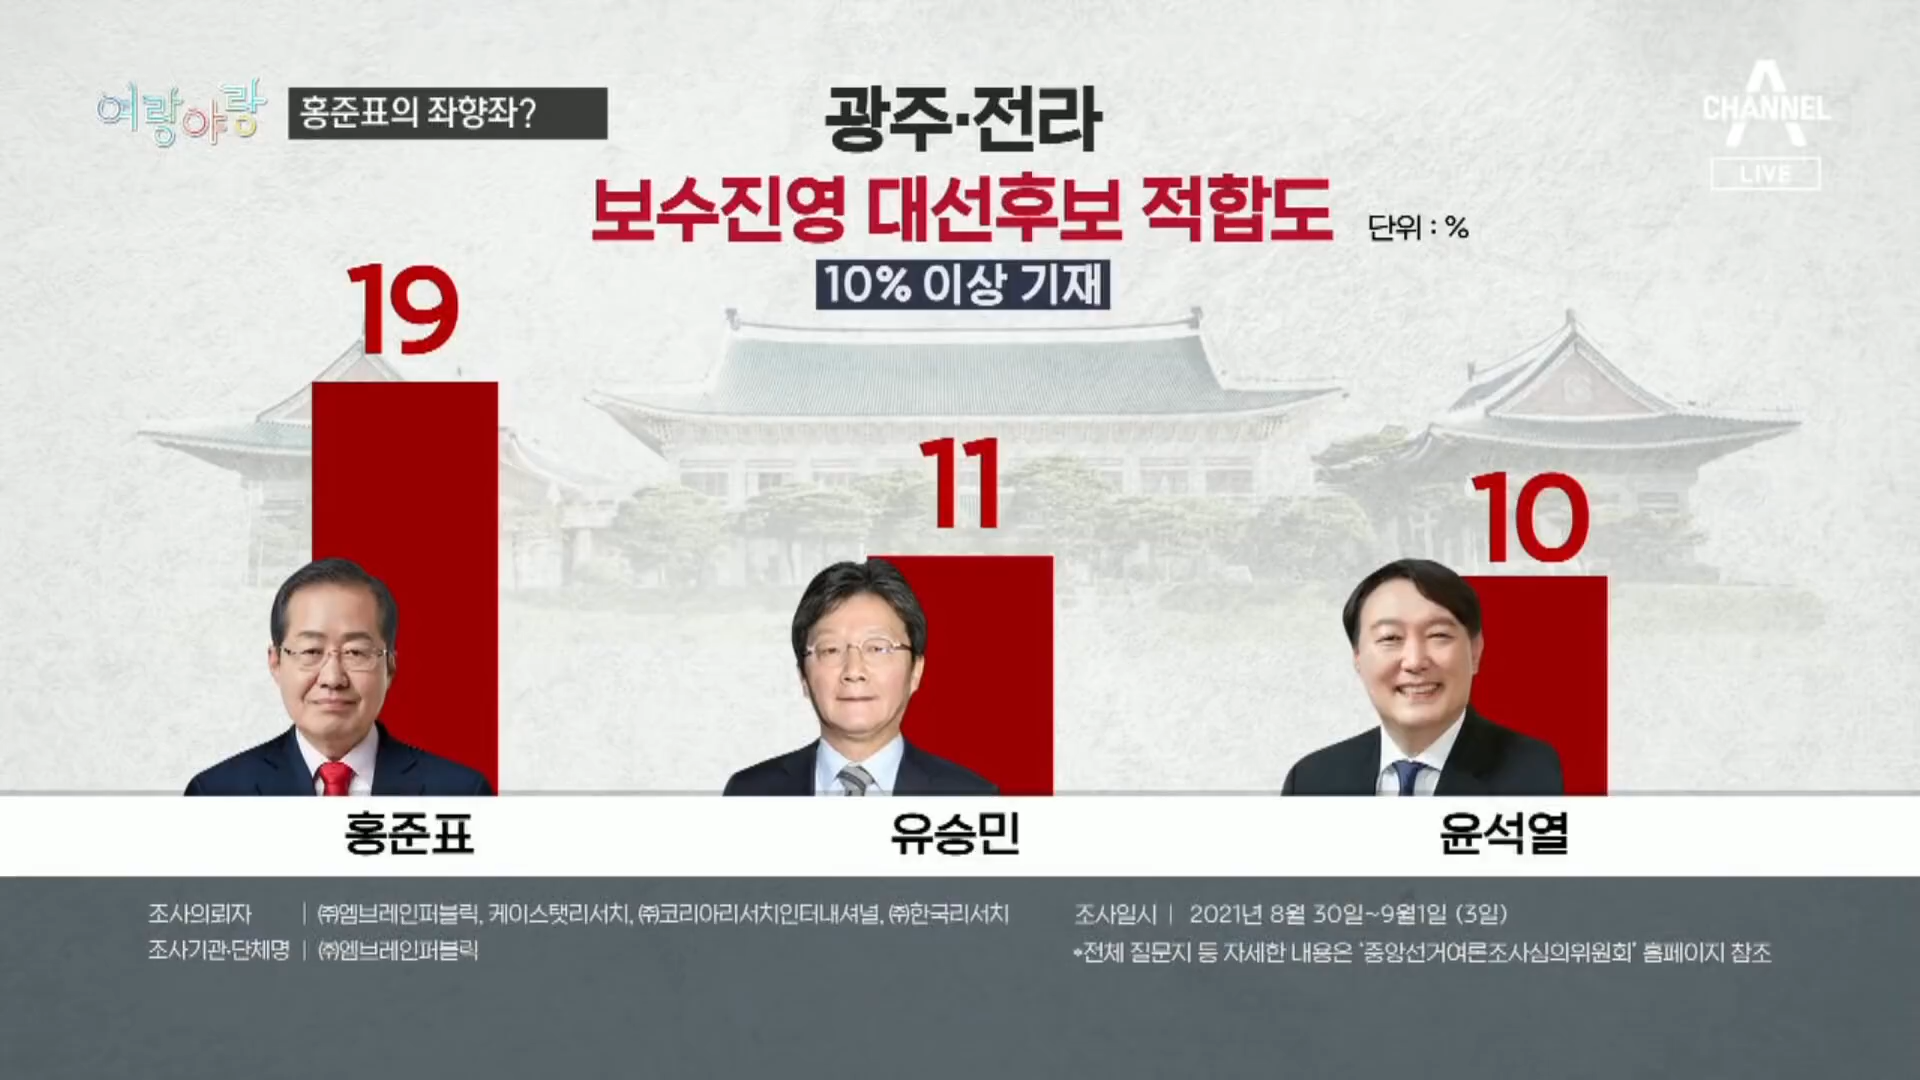 여랑야랑
홍준표의 좌향좌?
광주·전라
CHANNEL A
LIVE
보수진영 대선후보 적합도
단위 : %
10% 이상 기재
19
11
10
홍준표
유승민
윤석열
조사의뢰자 | ㈜엠브레인퍼블릭, 케이스탯리서치, ㈜코리아리서치인터내셔널, ㈜한국리서치
조사기관·단체명 | ㈜엠브레인퍼블릭
조사일시 | 2021년 8월 30일~9월1일 (3일)
*전체 질문지 등 자세한 내용은 '중앙선거여론조사심의위원회' 홈페이지 참조